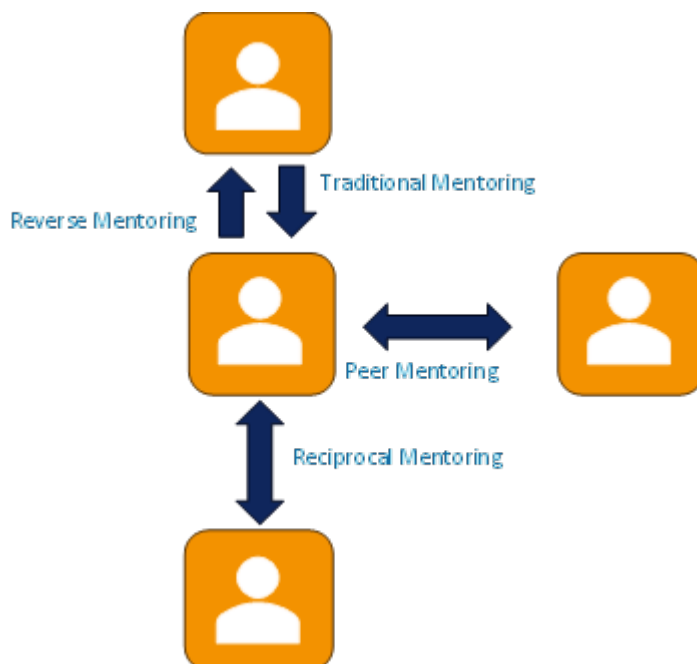 Traditional Mentoring
Reverse Mentoring
Peer Mentoring
Reciprocal Mentoring